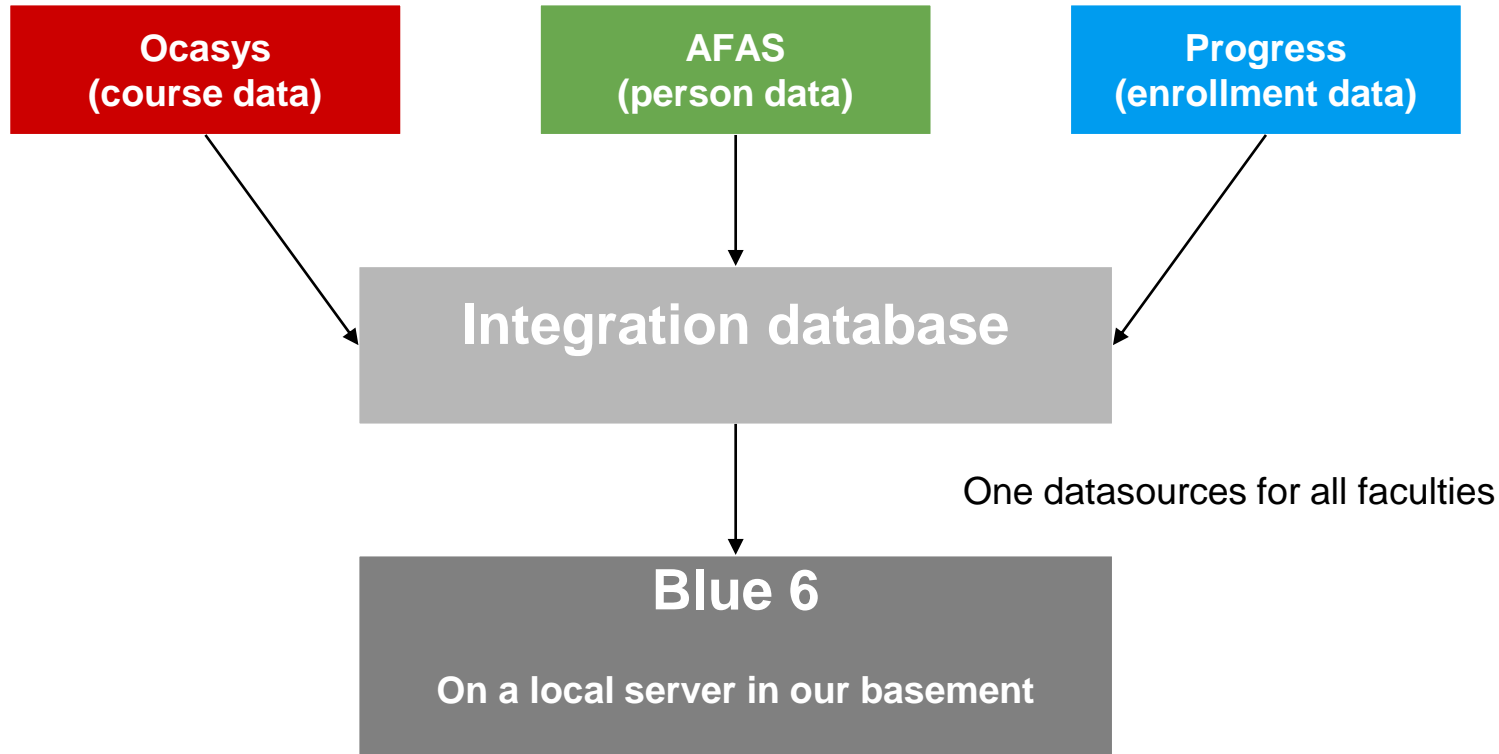 Ocasys
(course data)
AFAS
(person data)
Progress
(enrollment data)
Integration database
One datasources for all faculties
Blue 6
On a local server in our basement